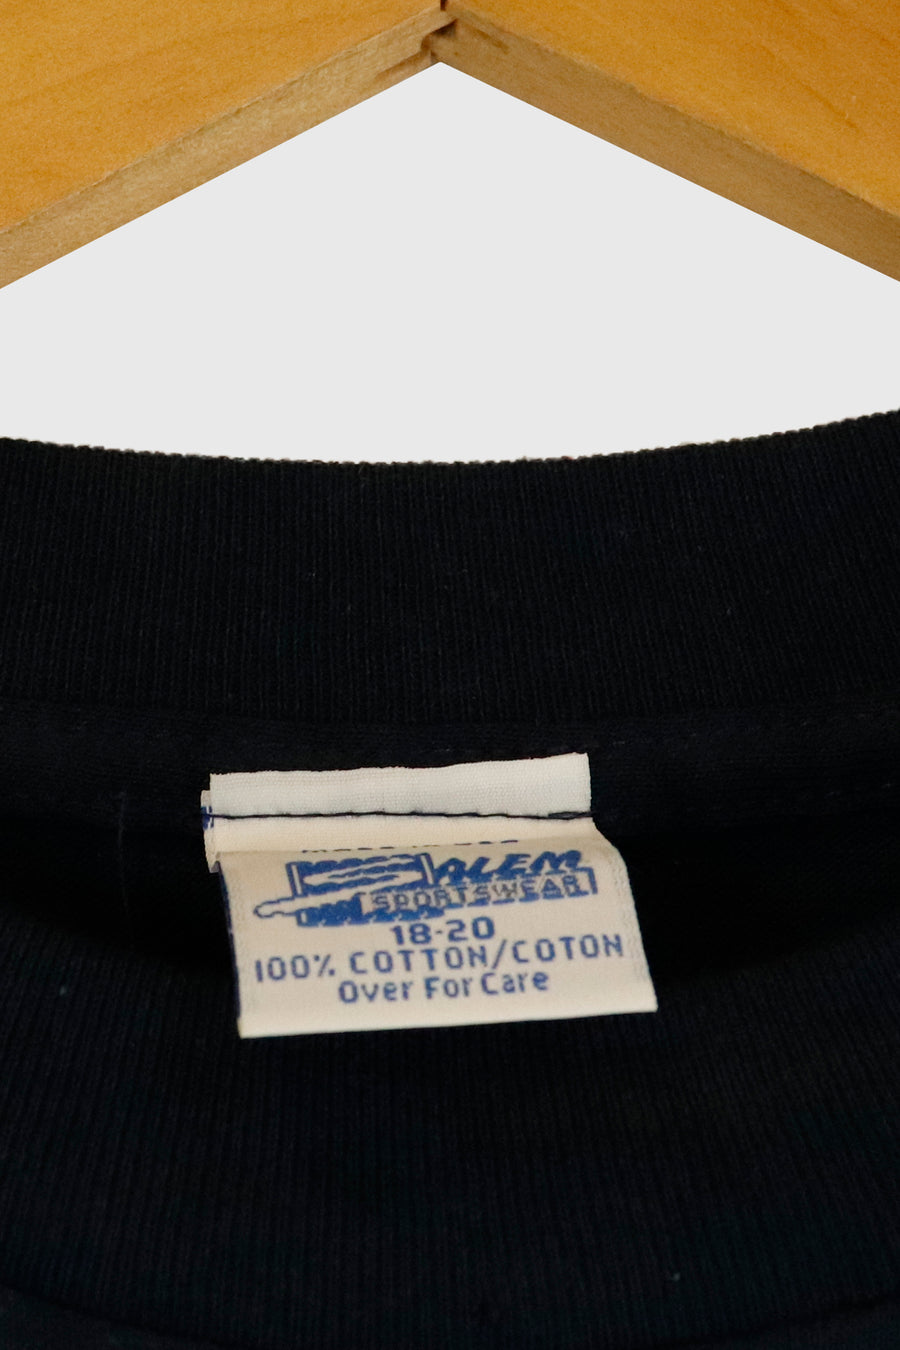 SALEM
SPORTSWEAR
18-20
100% COTTON/COTON
Over For Care